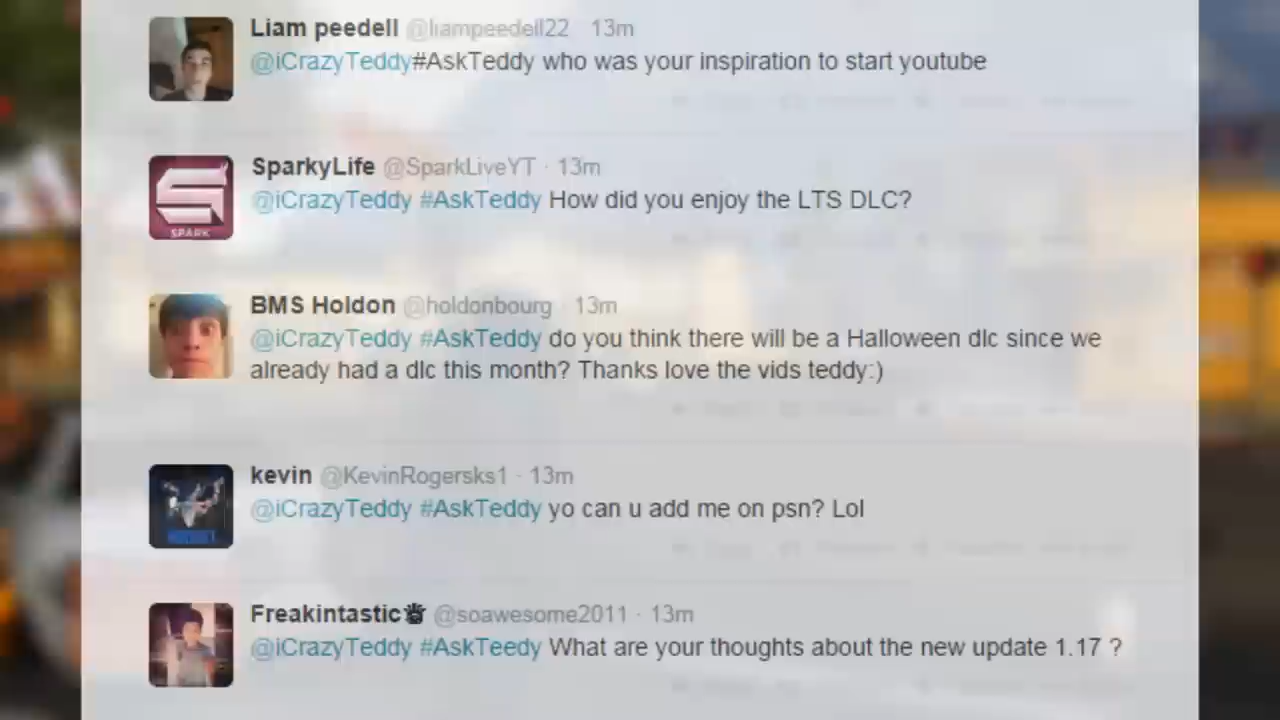 Liam peedell @liampeedell22 · 13m
@iCrazyTeddy#AskTeddy who was your inspiration to start youtube
SparkyLife @SparkLiveYT · 13m
@iCrazyTeddy #AskTeddy How did you enjoy the LTS DLC?
SPARK
BMS Holdon @holdonbourg · 13m
@iCrazyTeddy #AskTeddy do you think there will be a Halloween dlc since we
already had a dlc this month? Thanks love the vids teddy:)
kevin @KevinRogersks1 · 13m
@iCrazyTeddy #AskTeddy yo can u add me on psn? Lol
Freakintastic @soawesome2011 · 13m
@iCrazyTeddy #AskTeedy What are your thoughts about the new update 1.17 ?